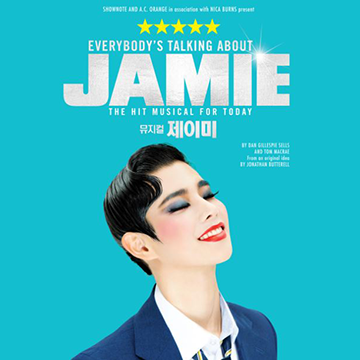 SHOWNOTE AND A.C. ORANGE in association with NICA BURNS present
EVERYBODY'S TALKING ABOUT
JAMIE
THE HIT MUSICAL FOR TODAY
뮤지컬 제이미
BY DAN GILLESPIE SELLS
AND TOM MACRAE
from an original idea
BY JONATHAN BUTTERELL